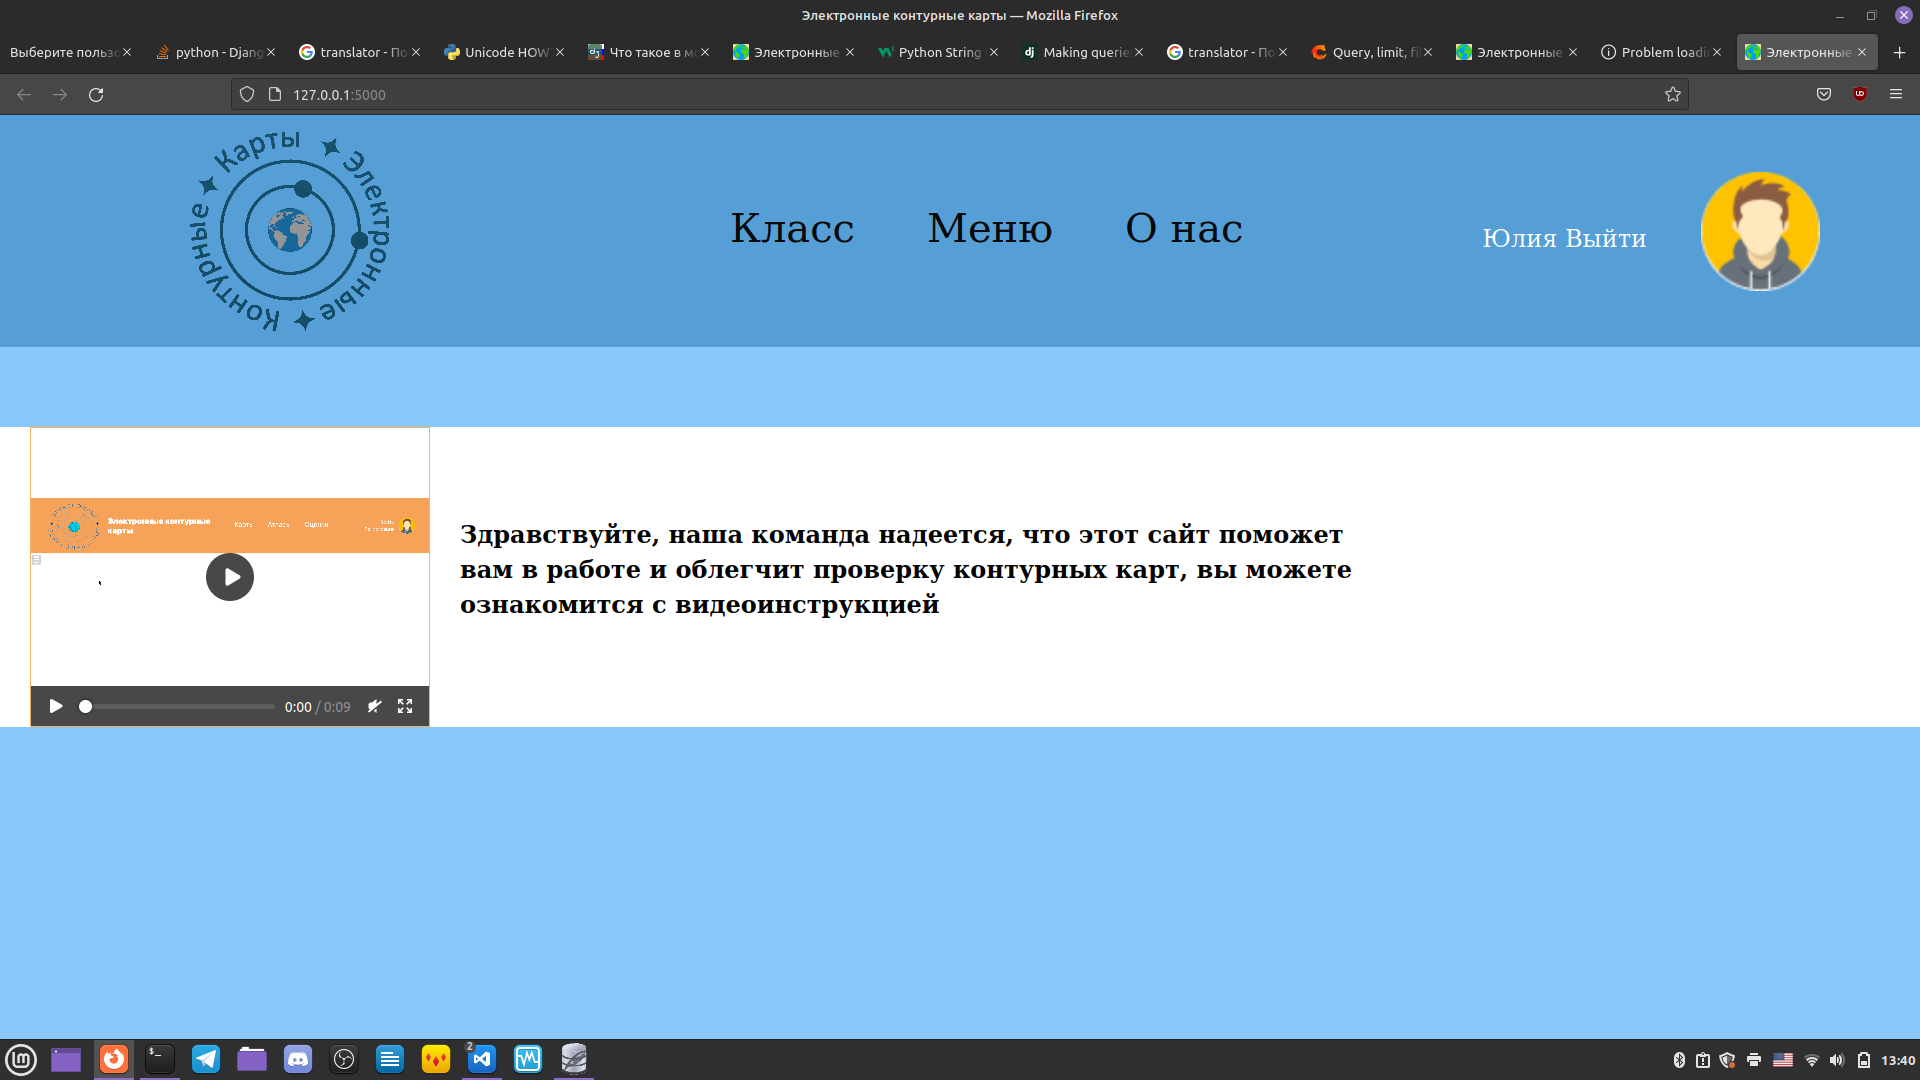 Электронные контурные карты — Mozilla Firefox
Выберите пользо
python - Djang
translator - По
Unicode HOW
Что такое в мо
Электронные
Python String
Making querie
translator - По
Query, limit, fi
Электронные
Problem loadi
Электронные
127.0.0.1:5000
Электронные ✦ Контурные ✦ Карты ✦
Класс
Меню
О нас
Юлия Выйти
Электронные контурные
карты
Карты
Атласы
Оценки
Здравствуйте, наша команда надеется, что этот сайт поможет
вам в работе и облегчит проверку контурных карт, вы можете
ознакомится с видеоинструкцией
0:00 / 0:09
2
13:40